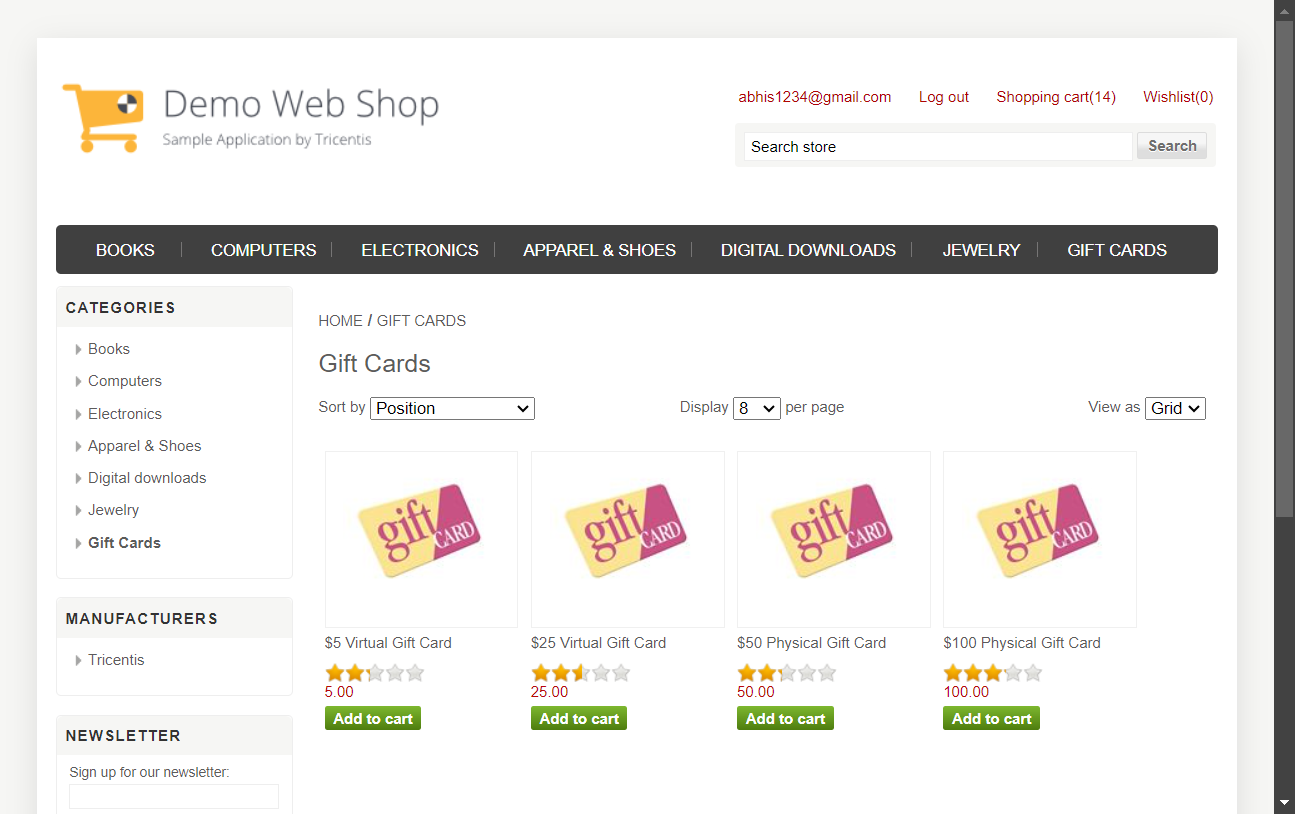 Demo Web Shop
Sample Application by Tricentis
abhis1234@gmail.com Log out Shopping cart(14) Wishlist(0)
Search store Search
BOOKS COMPUTERS ELECTRONICS APPAREL & SHOES DIGITAL DOWNLOADS JEWELRY GIFT CARDS
CATEGORIES
Books
Computers
Electronics
Apparel & Shoes
Digital downloads
Jewelry
Gift Cards
MANUFACTURERS
Tricentis
NEWSLETTER
Sign up for our newsletter:
HOME / GIFT CARDS
Gift Cards
Sort by Position Display 8 per page View as Grid
gift CARD gift CARD gift CARD gift CARD
$5 Virtual Gift Card $25 Virtual Gift Card $50 Physical Gift Card $100 Physical Gift Card
5.00 25.00 50.00 100.00
Add to cart Add to cart Add to cart Add to cart